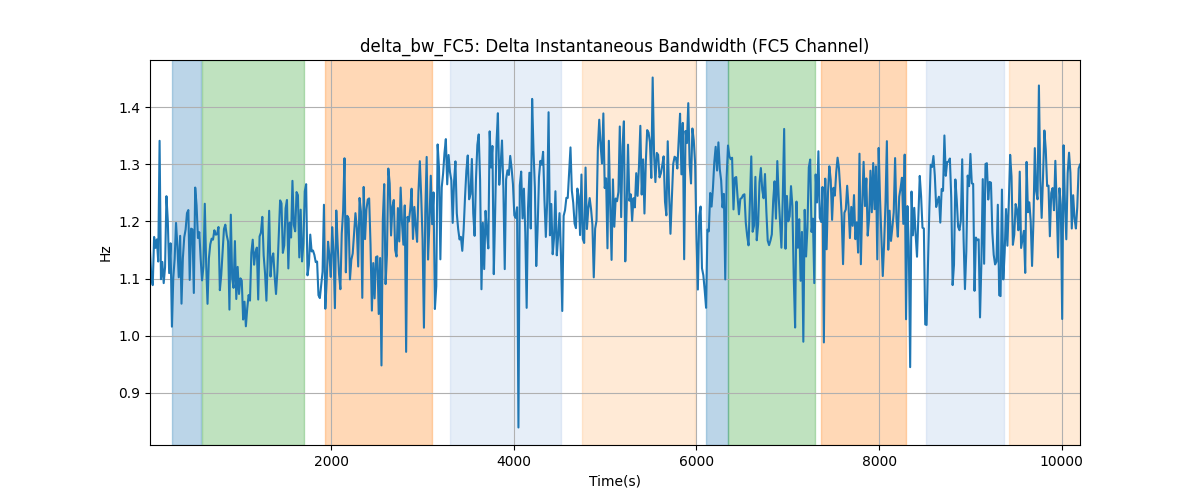 delta_bw_FC5: Delta Instantaneous Bandwidth (FC5 Channel)
Hz
1.4
1.3
1.2
1.1
1.0
0.9
2000 4000 6000 8000 10000
Time(s)